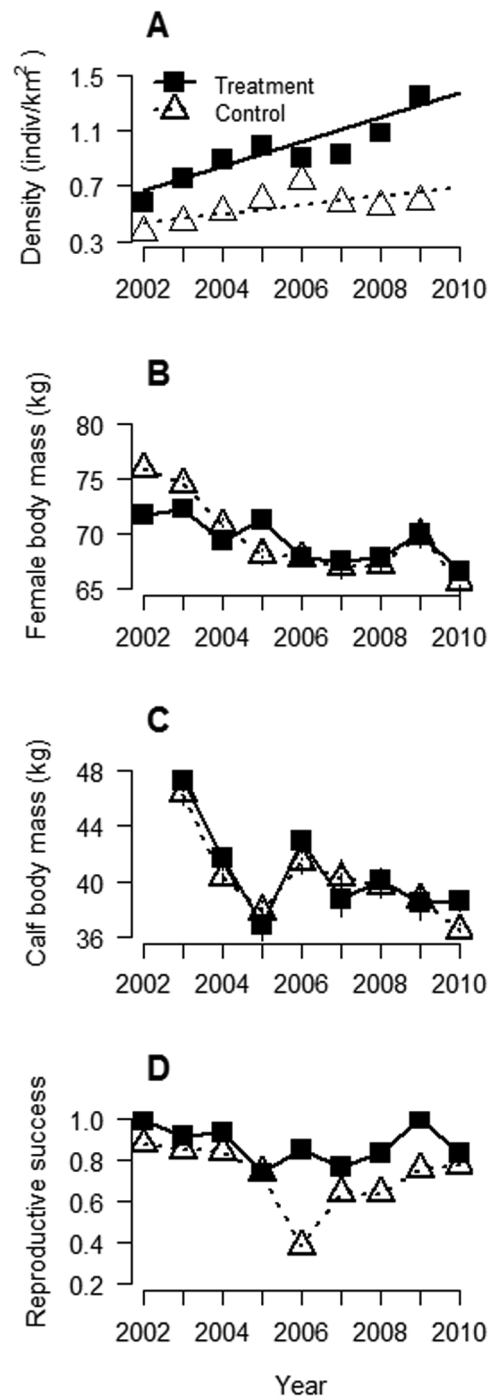 A
Density (indiv/km²)
1.5
1.1
0.7
0.3
Treatment
Control
2002 2004 2006 2008 2010
B
Female body mass (kg)
80
75
70
65
2002 2004 2006 2008 2010
C
Calf body mass (kg)
48
44
40
36
2002 2004 2006 2008 2010
D
Reproductive success
1.0
0.8
0.6
0.4
0.2
2002 2004 2006 2008 2010
Year